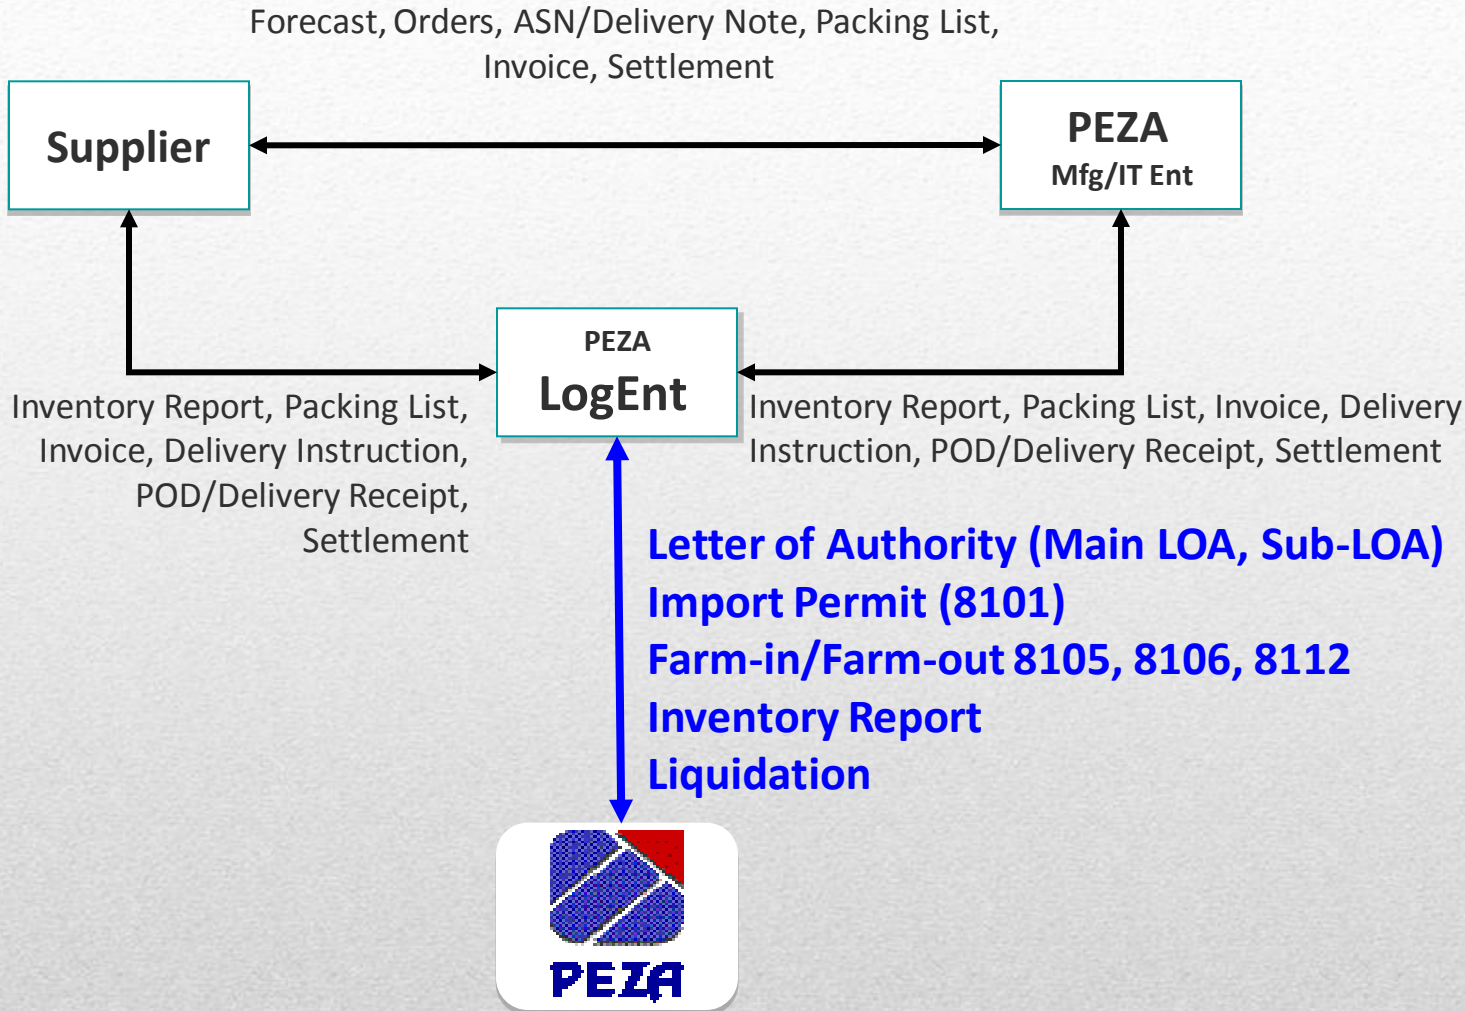 Forecast, Orders, ASN/Delivery Note, Packing List,
Invoice, Settlement
Supplier
PEZA
Mfg/IT Ent
PEZA
LogEnt
Inventory Report, Packing List,
Invoice, Delivery Instruction,
POD/Delivery Receipt,
Settlement
Inventory Report, Packing List, Invoice, Delivery
Instruction, POD/Delivery Receipt, Settlement
Letter of Authority (Main LOA, Sub-LOA)
Import Permit (8101)
Farm-in/Farm-out 8105, 8106, 8112
Inventory Report
Liquidation
PEZA